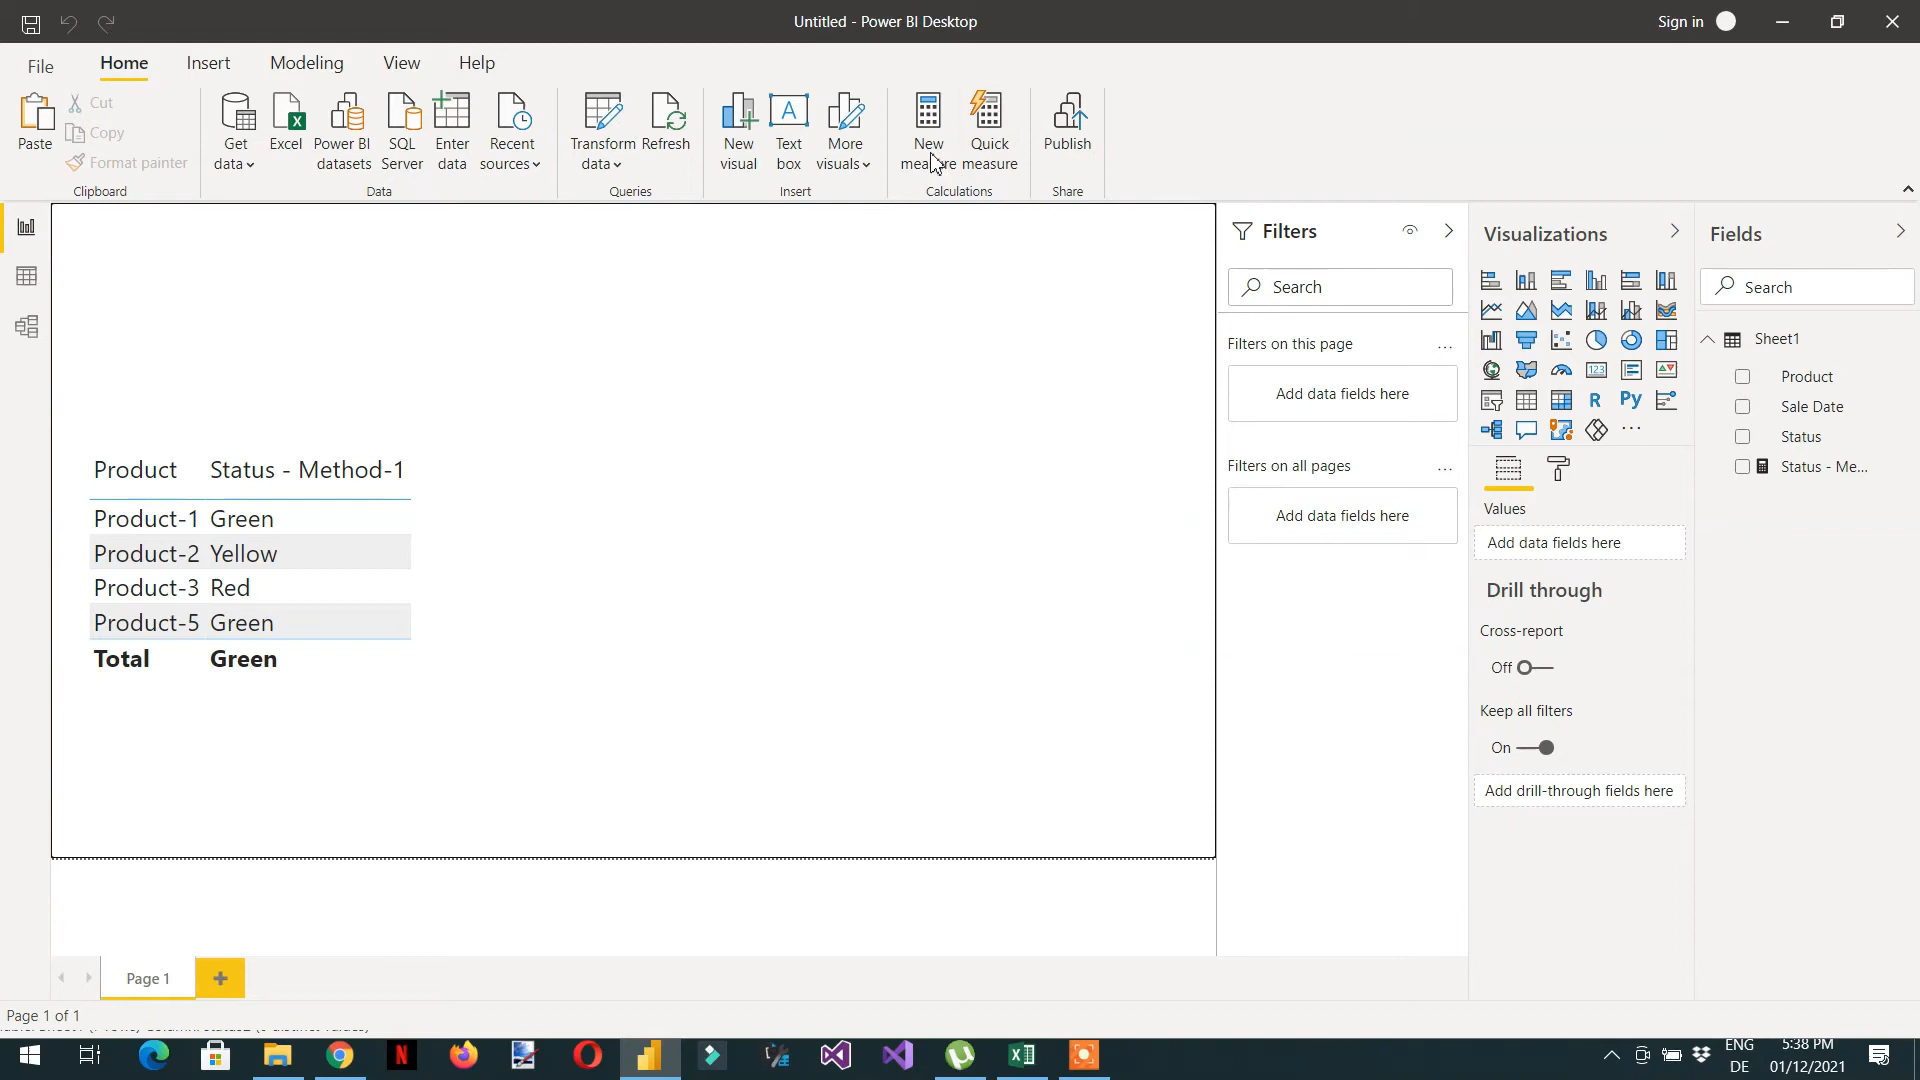 Untitled - Power BI Desktop
Sign in
File
Home
Insert
Modeling
View
Help
Paste
Cut
Copy
Format painter
Clipboard
Get data
Excel
Power BI datasets
SQL Server
Enter data
Recent sources
Data
Transform data
Refresh
Queries
New visual
Text box
More visuals
Insert
New measure
Quick measure
Calculations
Publish
Share
Product Status - Method-1
Product-1 Green
Product-2 Yellow
Product-3 Red
Product-5 Green
Total Green
Filters
Search
Filters on this page ...
Add data fields here
Filters on all pages ...
Add data fields here
Visualizations
123
R
Py
...
Values
Add data fields here
Drill through
Cross-report
Off
Keep all filters
On
Add drill-through fields here
Fields
Search
Sheet1
Product
Sale Date
Status
Status - Me...
Page 1
Page 1 of 1
ENG
DE
5:38 PM
01/12/2021